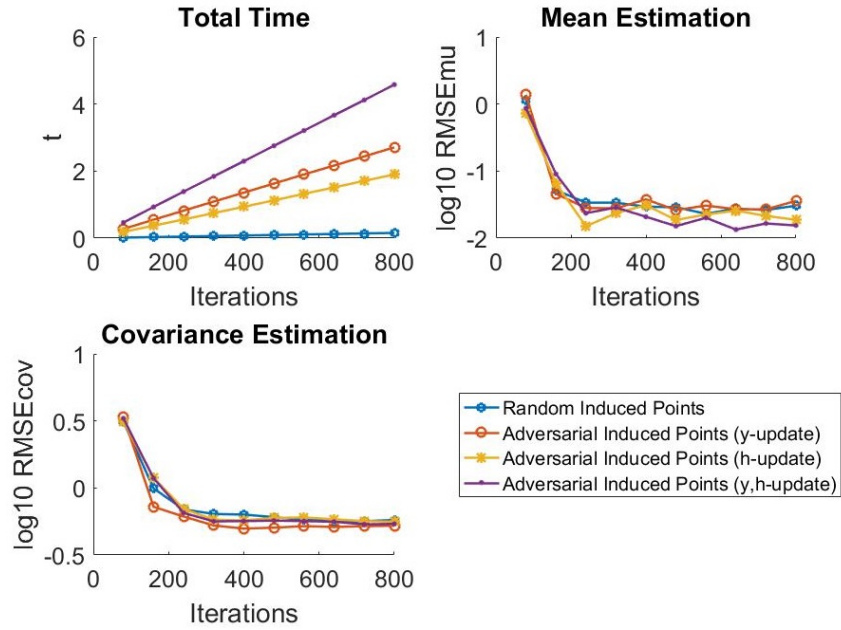 Total Time
6
4
2
0
t
0 200 400 600 800
Iterations
Mean Estimation
1
0
-1
-2
log10 RMSEmu
0 200 400 600 800
Iterations
Covariance Estimation
1
0.5
0
-0.5
log10 RMSEcov
0 200 400 600 800
Iterations
Random Induced Points
Adversarial Induced Points (y-update)
Adversarial Induced Points (h-update)
Adversarial Induced Points (y,h-update)